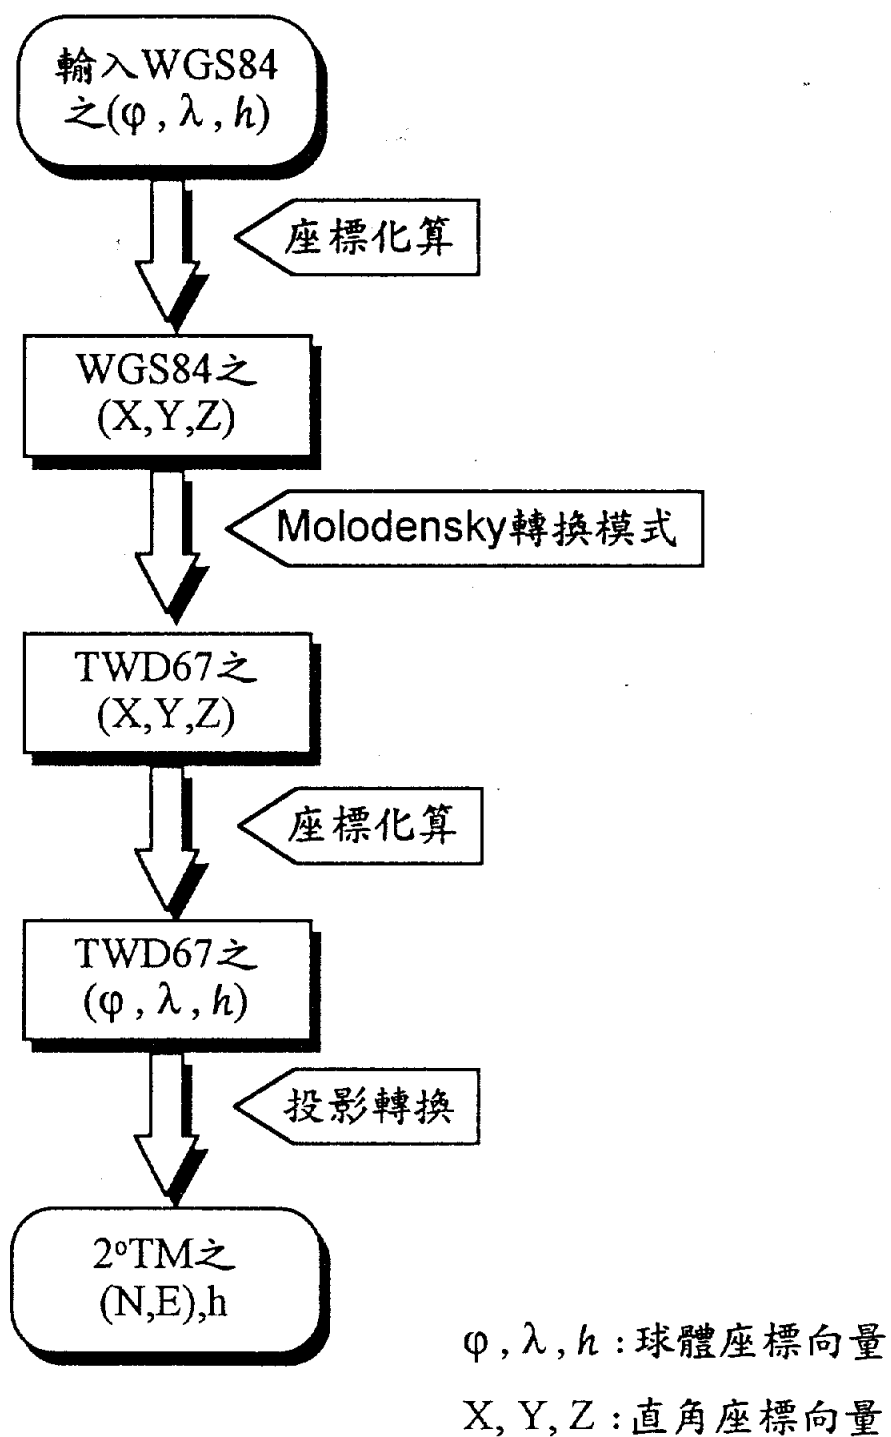 輸入WGS84
之(φ,λ,h)
座標化算
WGS84之
(X,Y,Z)
Molodensky轉換模式
TWD67之
(X,Y,Z)
座標化算
TWD67之
(φ,λ,h)
投影轉換
2°TM之
(N,E),h
φ,λ,h:球體座標向量
X, Y, Z:直角座標向量